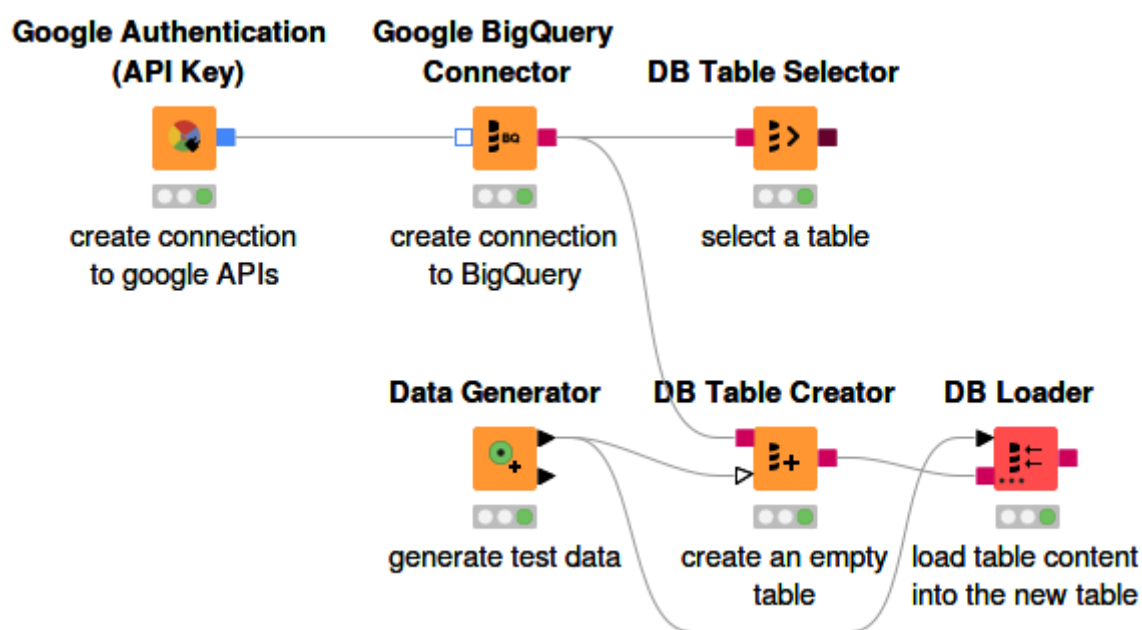 Google Authentication
(API Key)
Google BigQuery
Connector
DB Table Selector
BQ
create connection
to google APIs
create connection
to BigQuery
select a table
Data Generator
DB Table Creator
DB Loader
generate test data
create an empty
table
load table content
into the new table